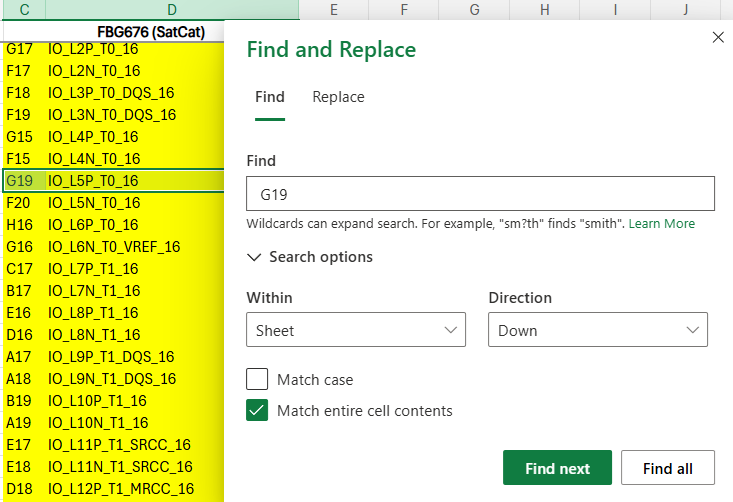 C D E F G H I J
FBG676 (SatCat)
G17 IO_L2P_T0_16
F17 IO_L2N_T0_16
F18 IO_L3P_T0_DQS_16
F19 IO_L3N_T0_DQS_16
G15 IO_L4P_T0_16
F15 IO_L4N_T0_16
G19 IO_L5P_T0_16
F20 IO_L5N_T0_16
H16 IO_L6P_T0_16
G16 IO_L6N_T0_VREF_16
C17 IO_L7P_T1_16
B17 IO_L7N_T1_16
E16 IO_L8P_T1_16
D16 IO_L8N_T1_16
A17 IO_L9P_T1_DQS_16
A18 IO_L9N_T1_DQS_16
B19 IO_L10P_T1_16
A19 IO_L10N_T1_16
E17 IO_L11P_T1_SRCC_16
E18 IO_L11N_T1_SRCC_16
D18 IO_L12P_T1_MRCC_16
Find and Replace
Find Replace
Find
G19
Wildcards can expand search. For example, "sm?th" finds "smith". Learn More
Search options
Within Direction
Sheet Down
Match case
Match entire cell contents
Find next Find all